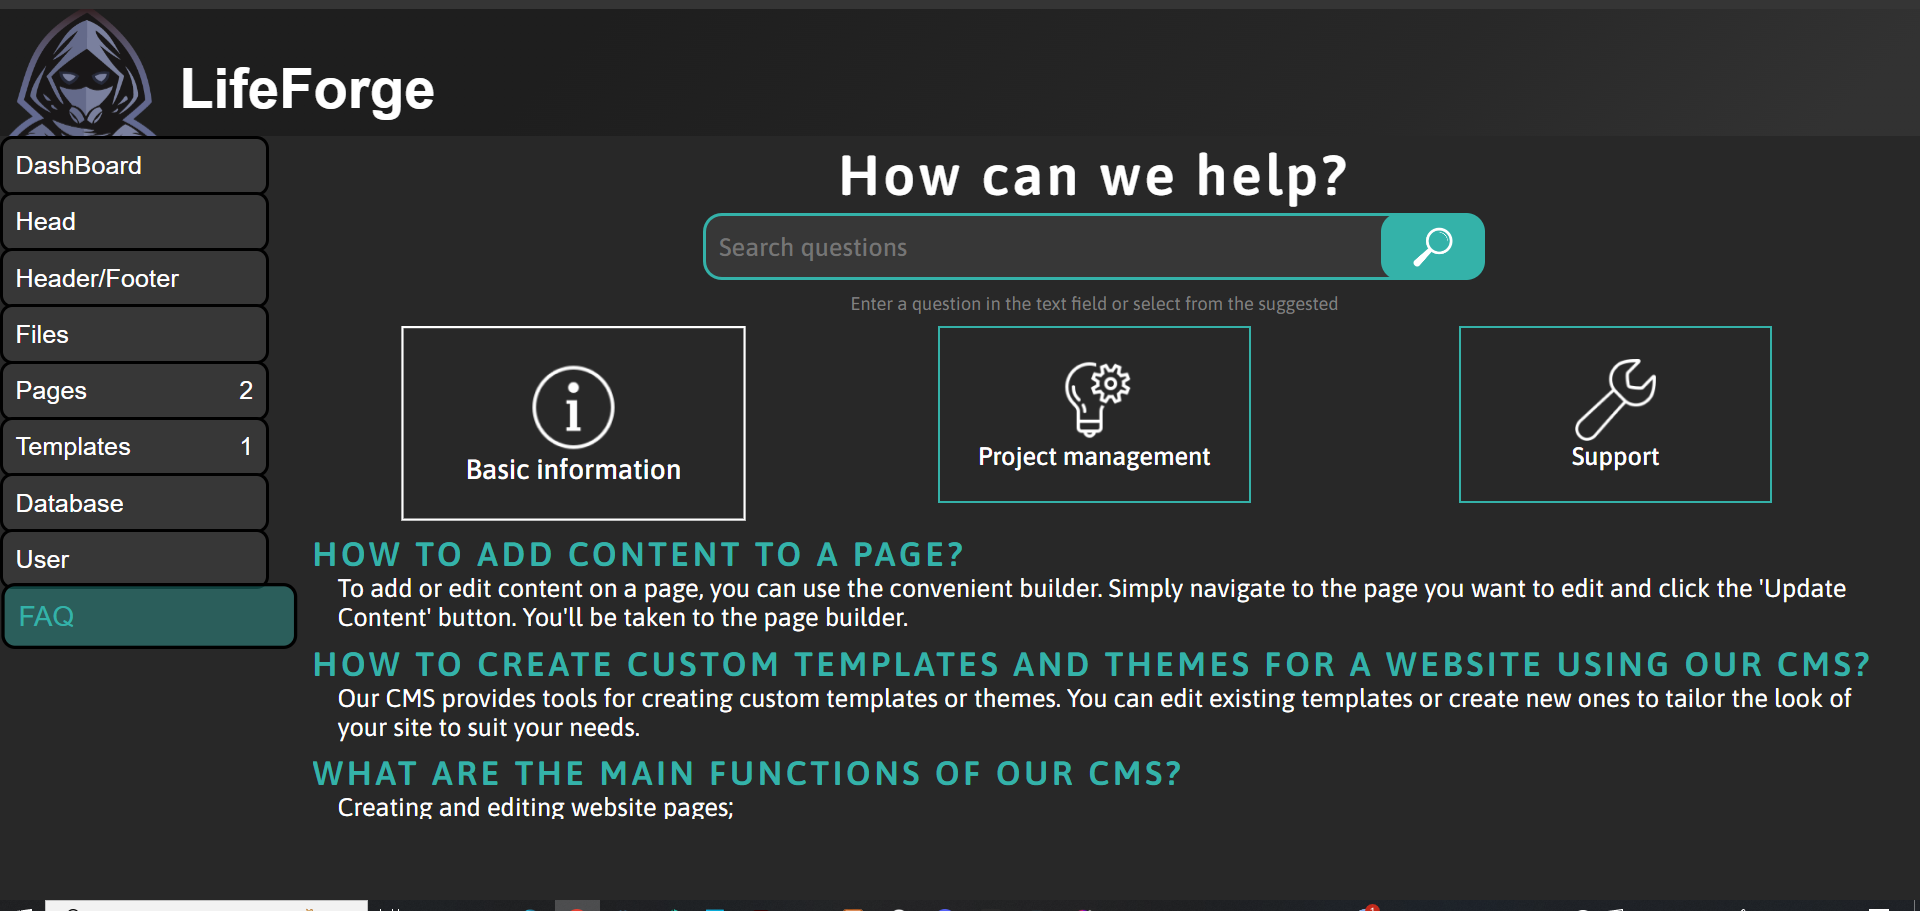 LifeForge
DashBoard
Head
Header/Footer
Files
Pages 2
Templates 1
Database
User
FAQ
How can we help?
Search questions
Enter a question in the text field or select from the suggested
Basic information
Project management
Support
HOW TO ADD CONTENT TO A PAGE?
To add or edit content on a page, you can use the convenient builder. Simply navigate to the page you want to edit and click the 'Update
Content' button. You'll be taken to the page builder.
HOW TO CREATE CUSTOM TEMPLATES AND THEMES FOR A WEBSITE USING OUR CMS?
Our CMS provides tools for creating custom templates or themes. You can edit existing templates or create new ones to tailor the look of
your site to suit your needs.
WHAT ARE THE MAIN FUNCTIONS OF OUR CMS?
Creating and editing website pages;